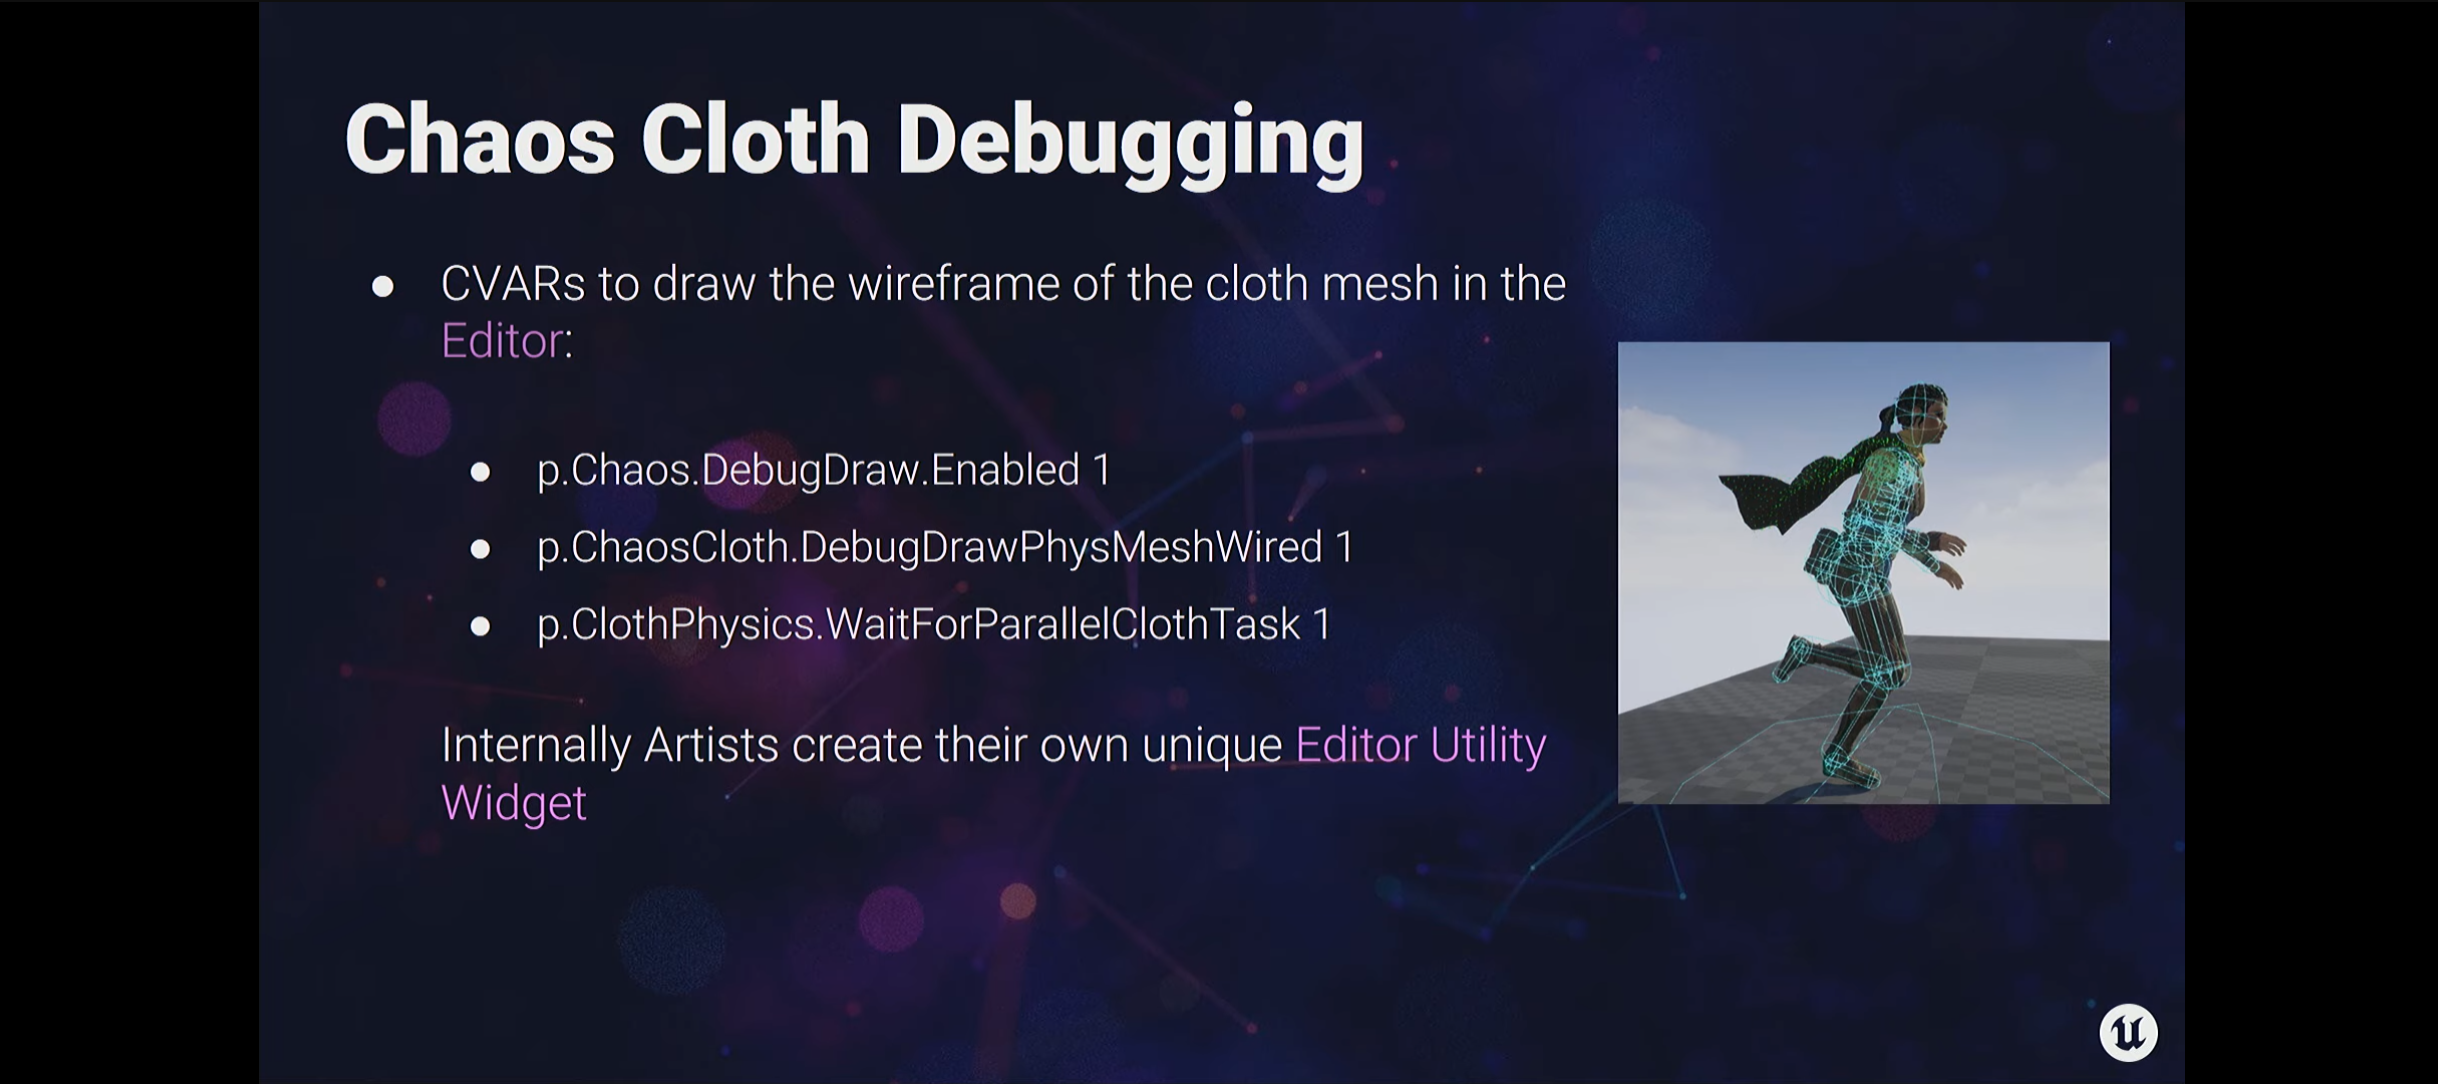 Chaos Cloth Debugging
● CVARs to draw the wireframe of the cloth mesh in the
Editor:
● p.Chaos.DebugDraw.Enabled 1
● p.ChaosCloth.DebugDrawPhysMeshWired 1
● p.ClothPhysics.WaitForParallelClothTask 1
Internally Artists create their own unique Editor Utility
Widget